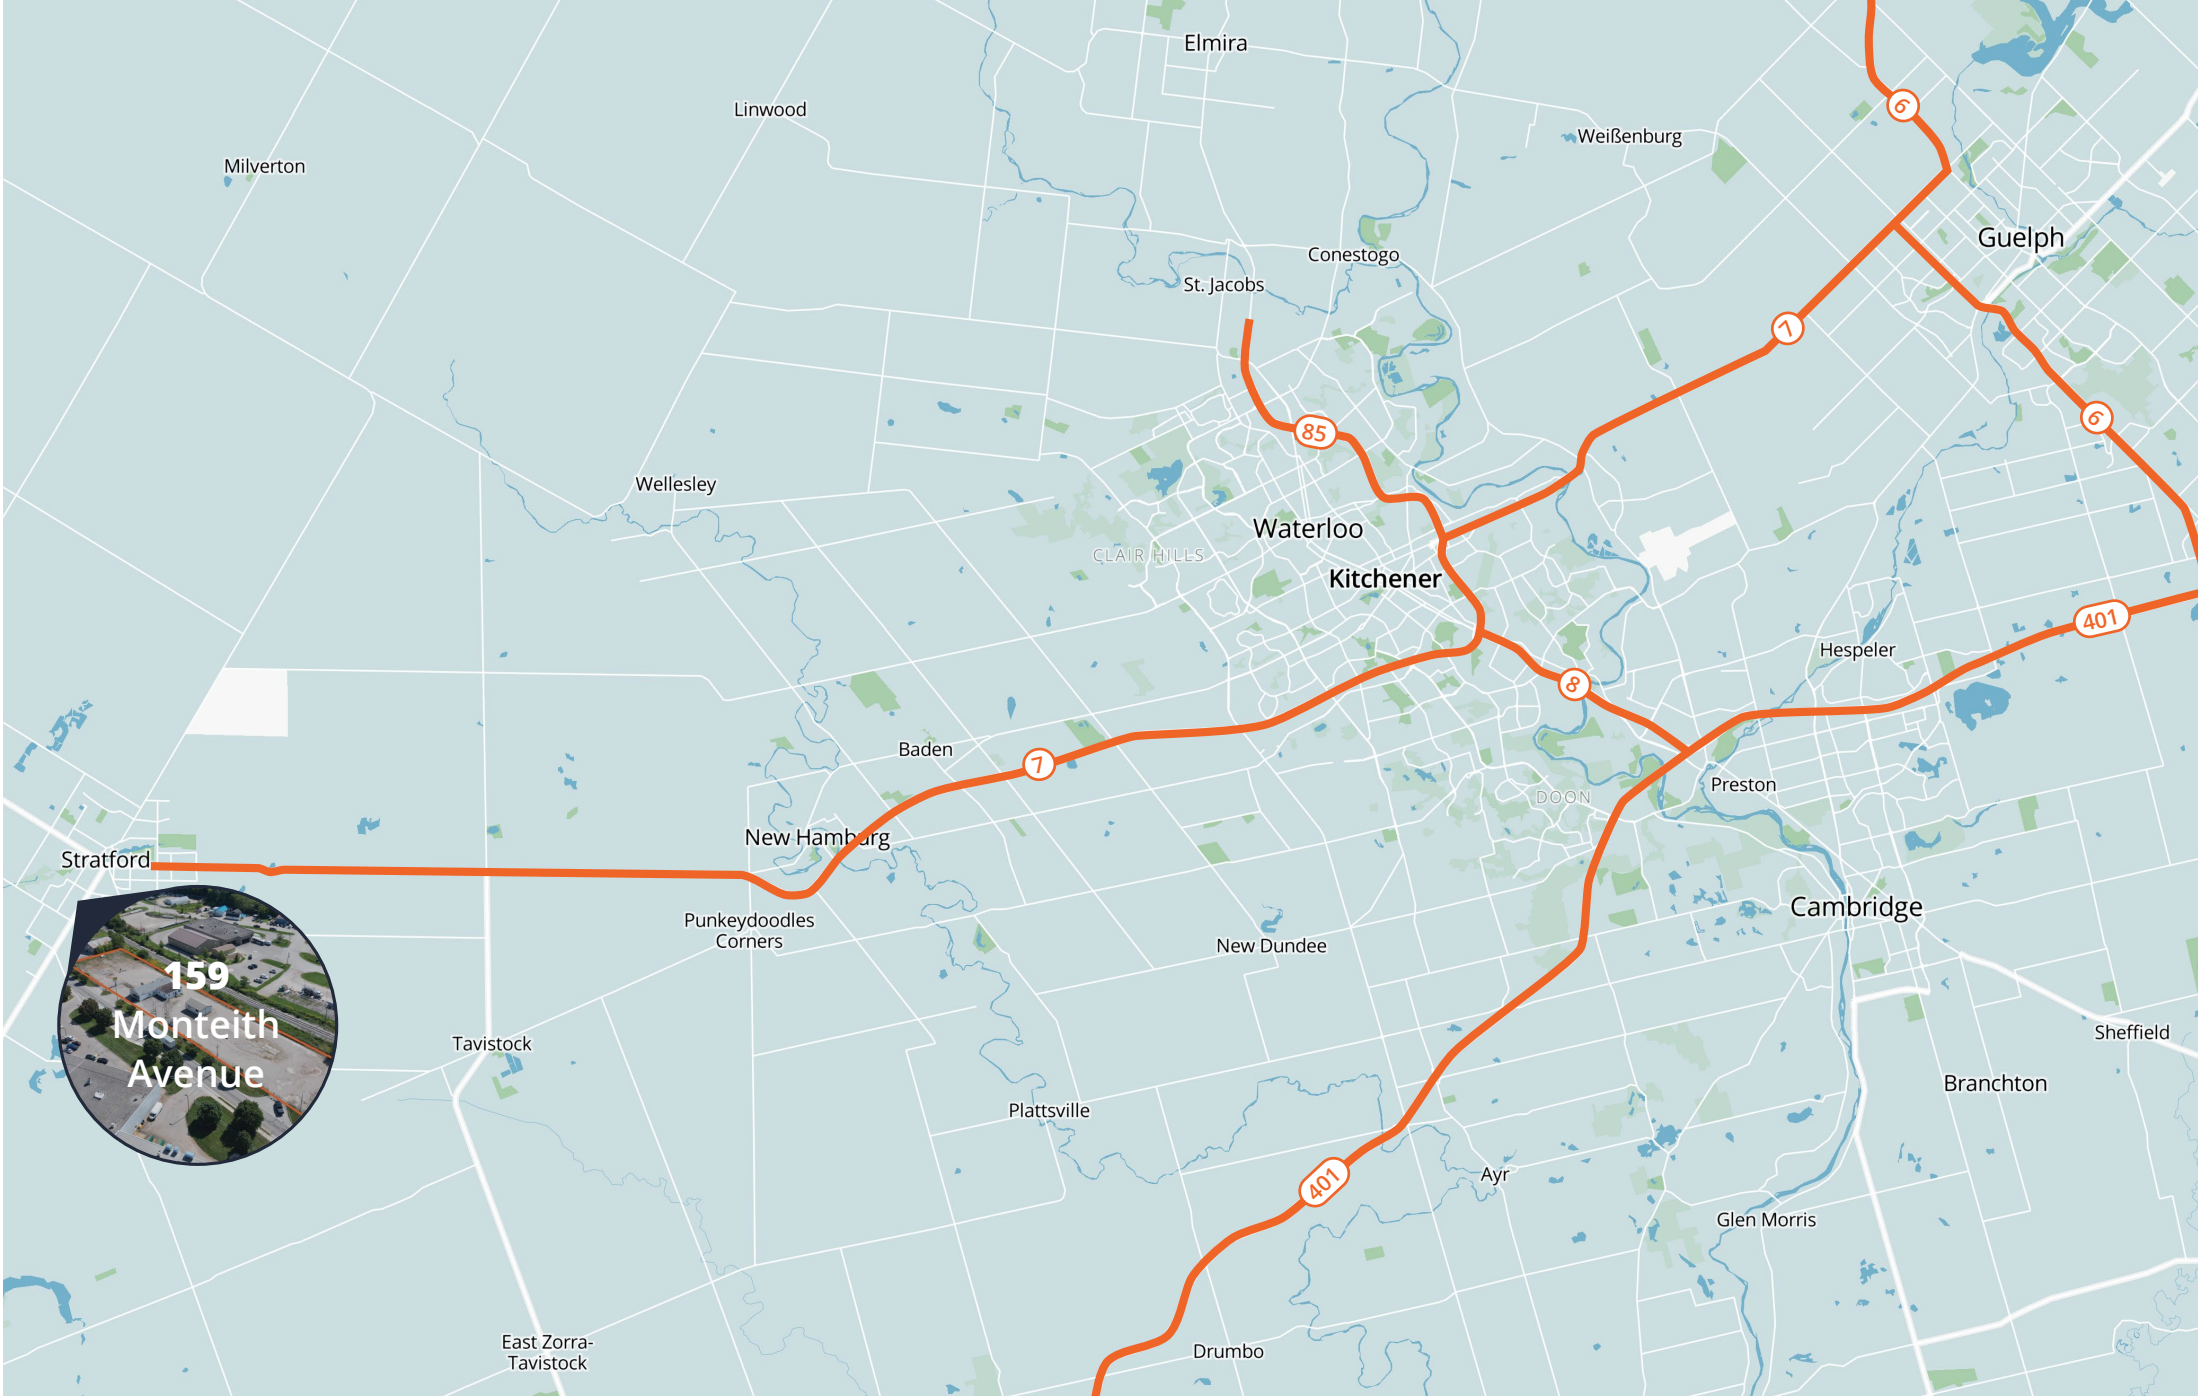 Elmira
6
Linwood
Weißenburg
Milverton
Guelph
Conestogo
St. Jacobs
7
6
85
Wellesley
Waterloo
CLAIR HILLS
Kitchener
401
Hespeler
8
Baden
7
Preston
DOON
New Hamburg
Stratford
Cambridge
Punkeydoodles
Corners
New Dundee
159
Monteith
Avenue
Sheffield
Tavistock
Branchton
Plattsville
Ayr
401
Glen Morris
East Zorra-
Tavistock
Drumbo